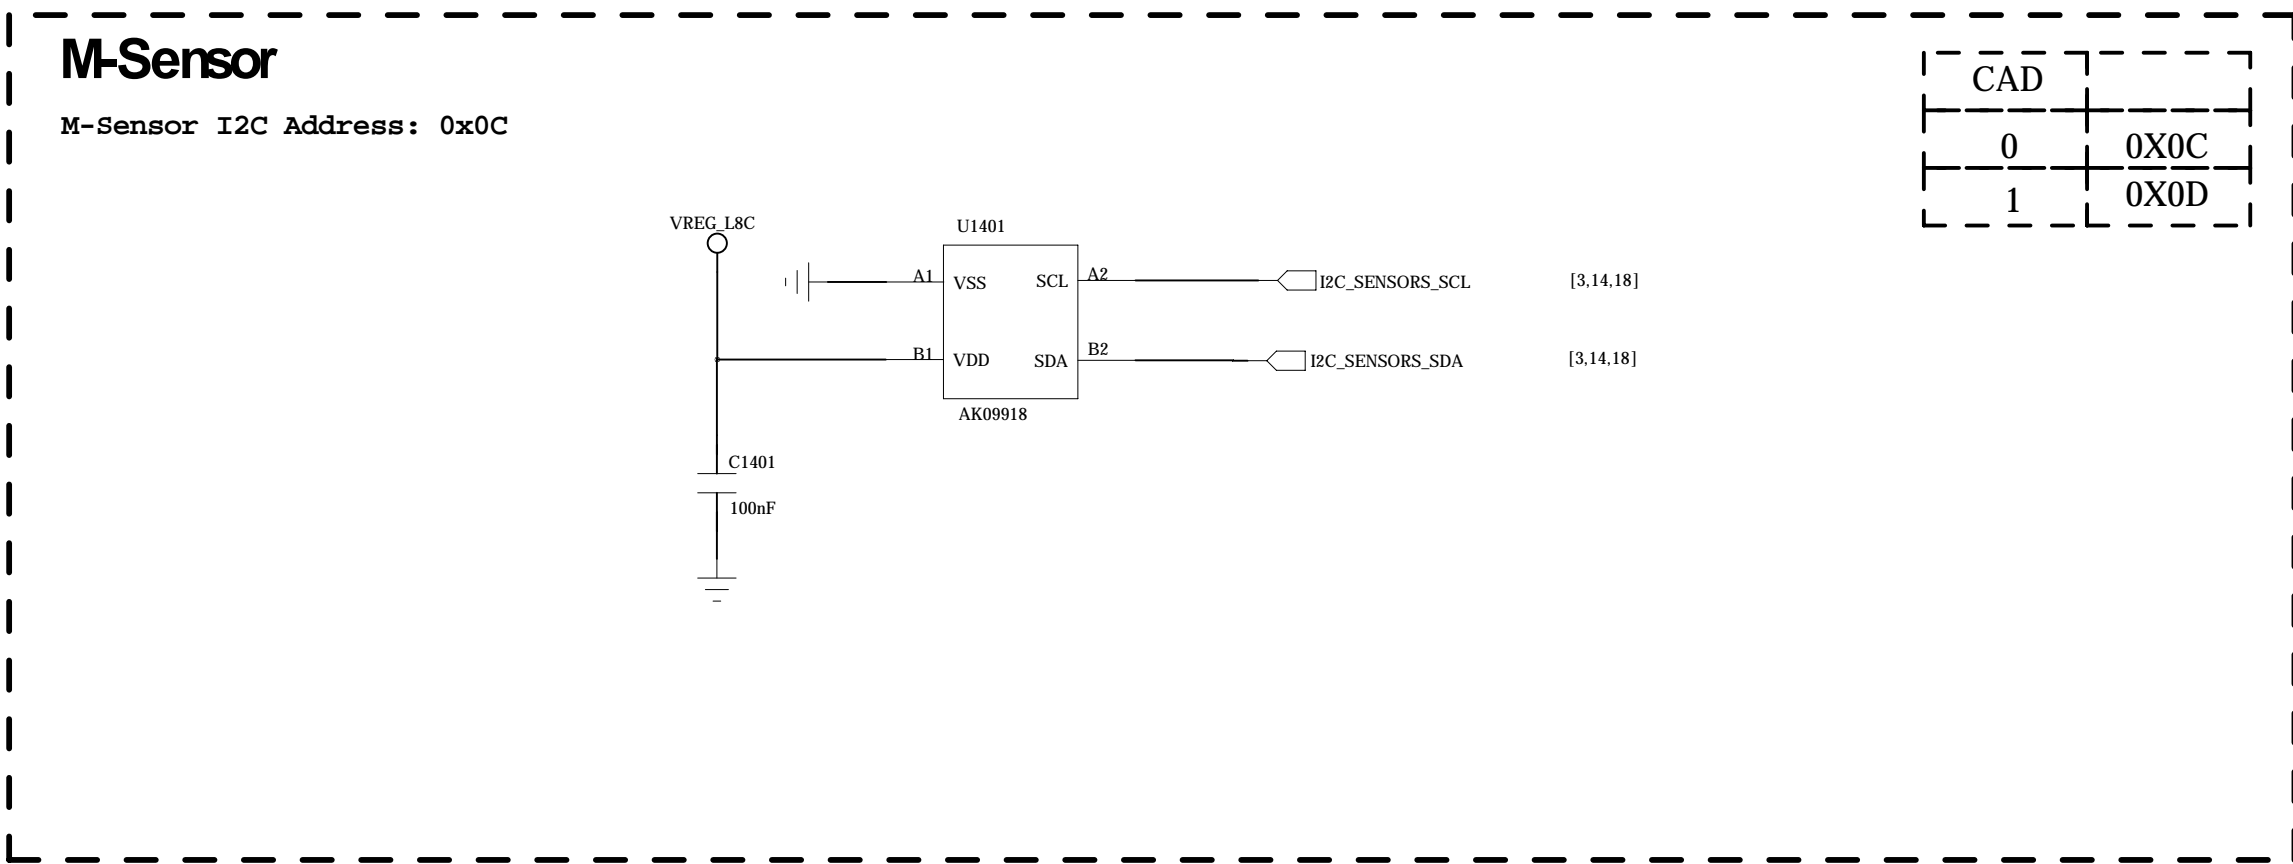 M-Sensor
M-Sensor I2C Address: 0x0C
CAD
0 0X0C
1 0X0D
VREG_L8C
U1401
A1 VSS SCL A2 I2C_SENSORS_SCL [3,14,18]
B1 VDD SDA B2 I2C_SENSORS_SDA [3,14,18]
AK09918
C1401
100nF